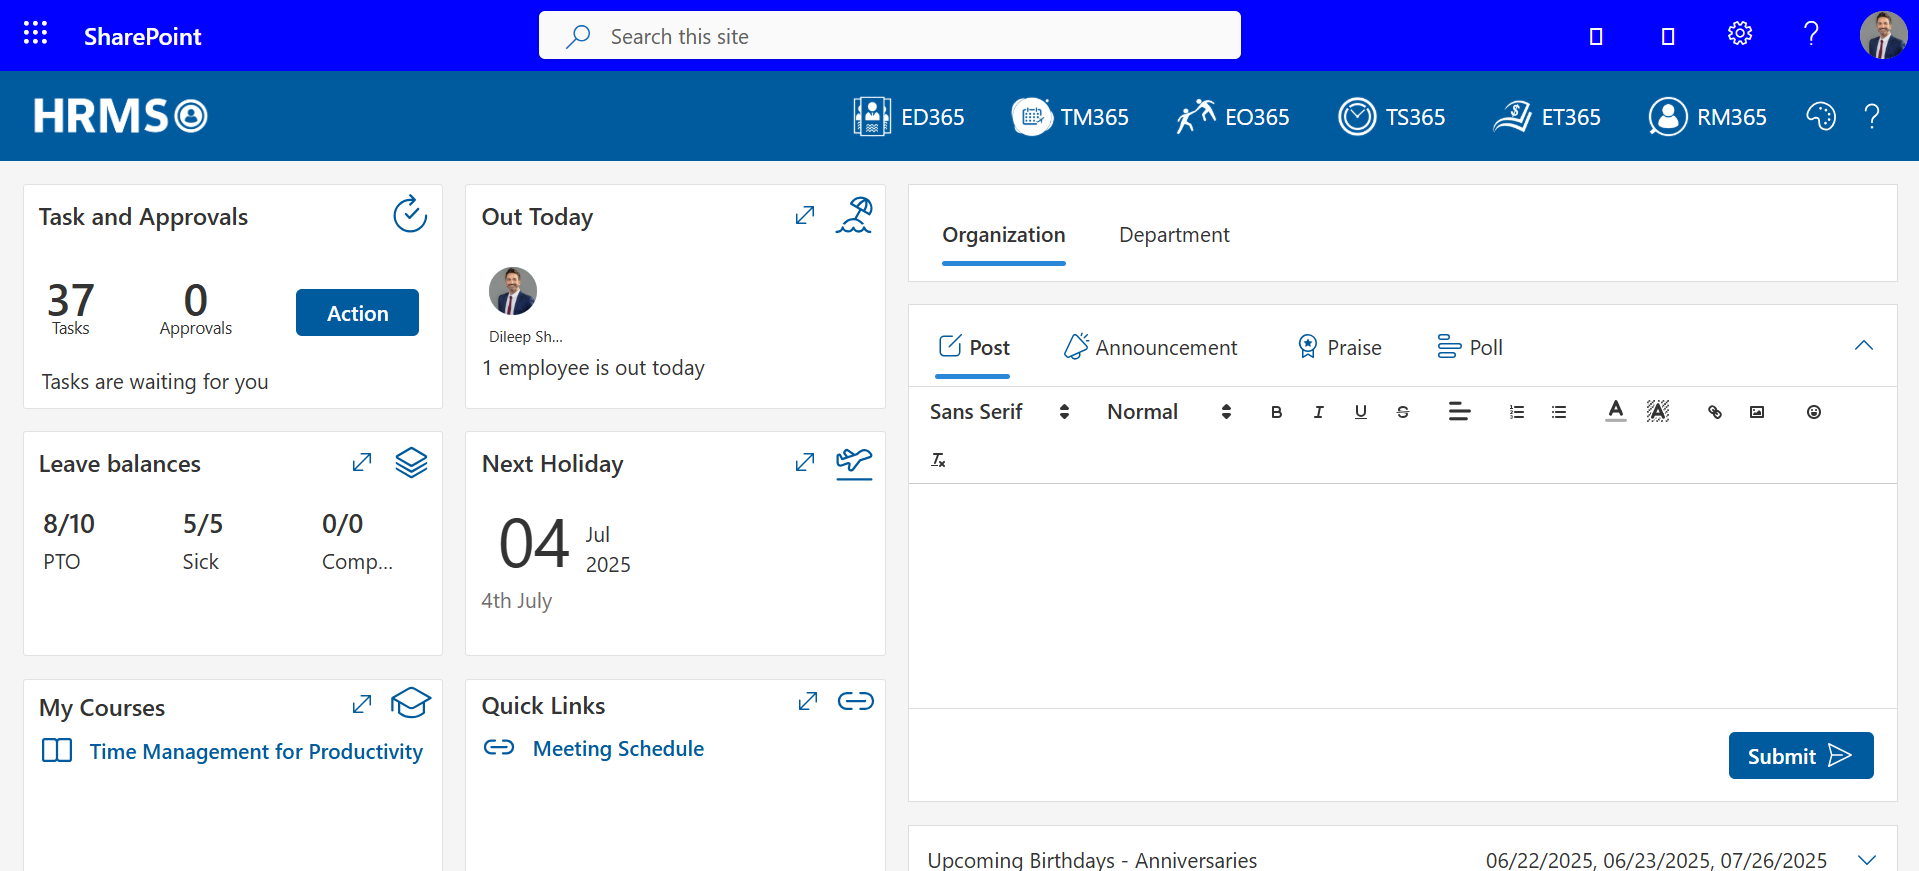 SharePoint
Search this site
HRMS
ED365
TM365
EO365
TS365
ET365
RM365
Task and Approvals
37
Tasks
0
Approvals
Action
Tasks are waiting for you
Out Today
Dileep Sh...
1 employee is out today
Leave balances
8/10
PTO
5/5
Sick
0/0
Comp...
Next Holiday
04
Jul
2025
4th July
My Courses
Time Management for Productivity
Quick Links
Meeting Schedule
Organization
Department
Post
Announcement
Praise
Poll
Sans Serif
Normal
Submit
Upcoming Birthdays - Anniversaries
06/22/2025, 06/23/2025, 07/26/2025